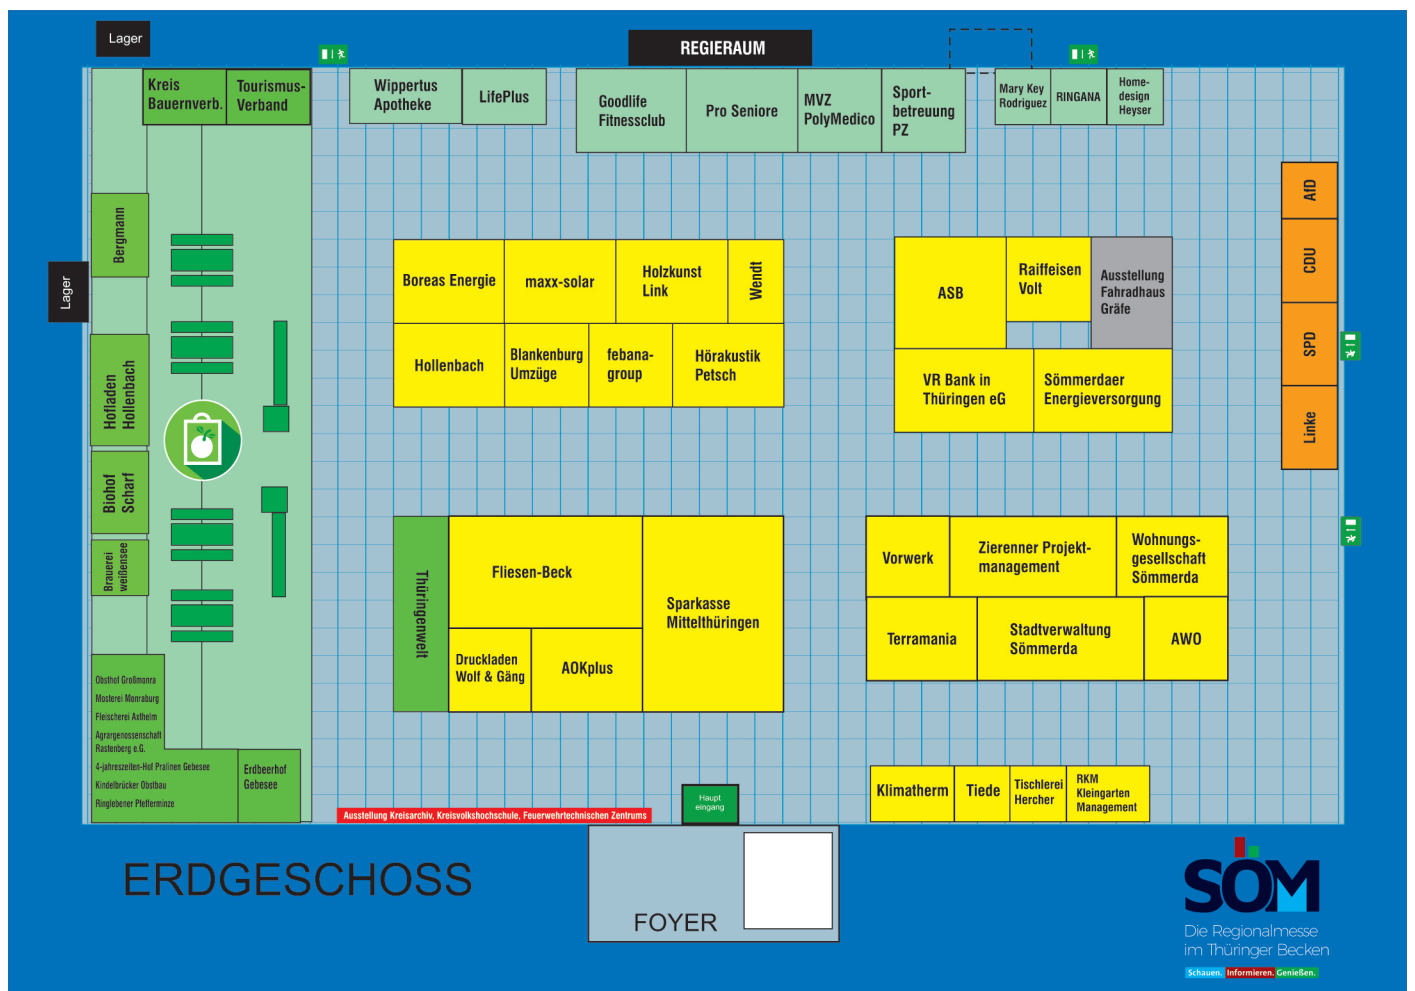 Lager
REGIERAUM
Kreis
Bauernverb.
Tourismus-
Verband
Wippertus
Apotheke
LifePlus
Goodlife
Fitnessclub
Pro Seniore
MVZ
PolyMedico
Sport-
betreuung
PZ
Mary Key
Rodriguez
RINGANA
Home-
design
Heyser
Bergmann
Lager
Hofladen
Hollenbach
Biohof
Scharf
Brauerei
weißensee
Boreas Energie
maxx-solar
Holzkunst
Link
Wendt
Hollenbach
Blankenburg
Umzüge
febana-
group
Hörakustik
Petsch
ASB
Raiffeisen
Volt
Ausstellung
Fahradhaus
Gräfe
VR Bank in
Thüringen eG
Sömmerdaer
Energieversorgung
AfD
CDU
SPD
Linke
Thüringenwelt
Fliesen-Beck
Sparkasse
Mittelthüringen
Druckladen
Wolf & Gäng
AOKplus
Vorwerk
Zierenner Projekt-
management
Wohnungs-
gesellschaft
Sömmerda
Terramania
Stadtverwaltung
Sömmerda
AWO
Obsthof Großmonra
Mosterei Monraburg
Fleischerei Axthelm
Agrargenossenschaft
Rastenberg e.G.
4-jahreszeiten-Hof Pralinen Gebesee
Kindelbrücker Obstbau
Ringlebener Pfefferminze
Erdbeerhof
Gebesee
Klimatherm
Tiede
Tischlerei
Hercher
RKM
Kleingarten
Management
Haupt
eingang
Ausstellung Kreisarchiv, Kreisvolkshochschule, Feuerwehrtechnischen Zentrums
ERDGESCHOSS
FOYER
SÖM
Die Regionalmesse
im Thüringer Becken
Schauen. Informieren. Genießen.